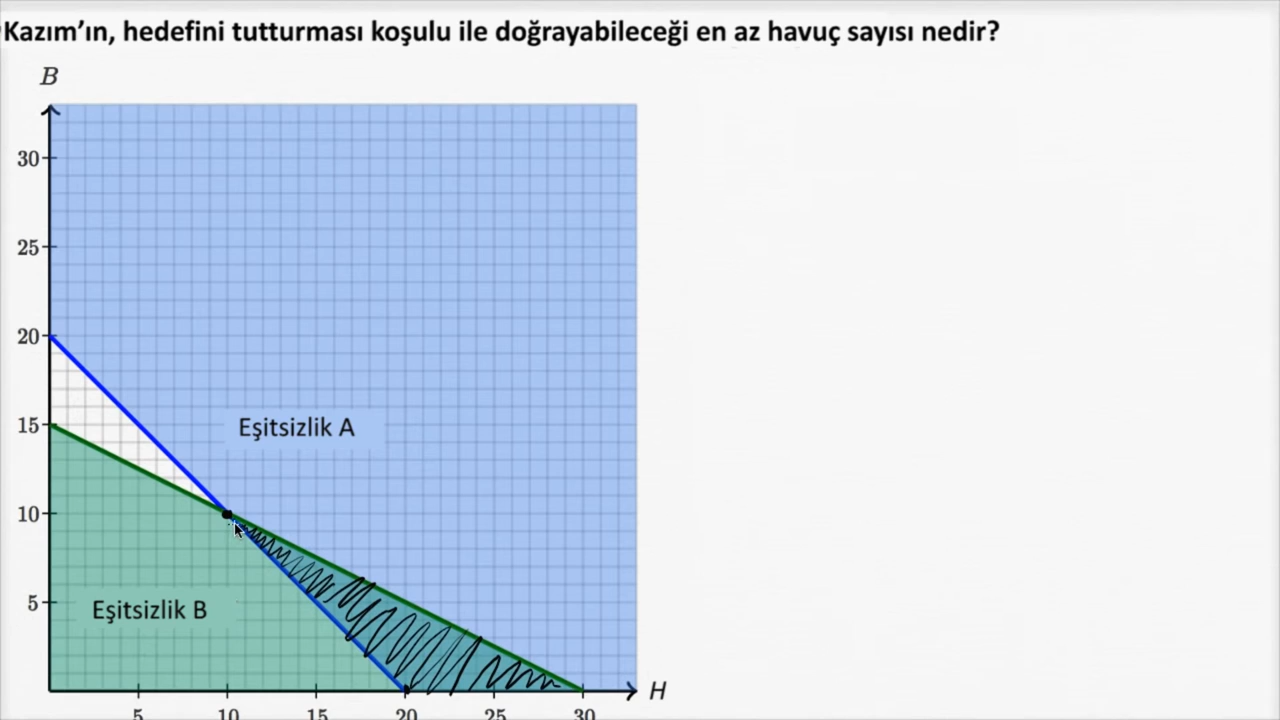 Kazım’ın, hedefini tutturması koşulu ile doğrayabileceği en az havuç sayısı nedir?
B
30
25
20
15
Eşitsizlik A
10
5
Eşitsizlik B
H
5 10 15 20 25 30